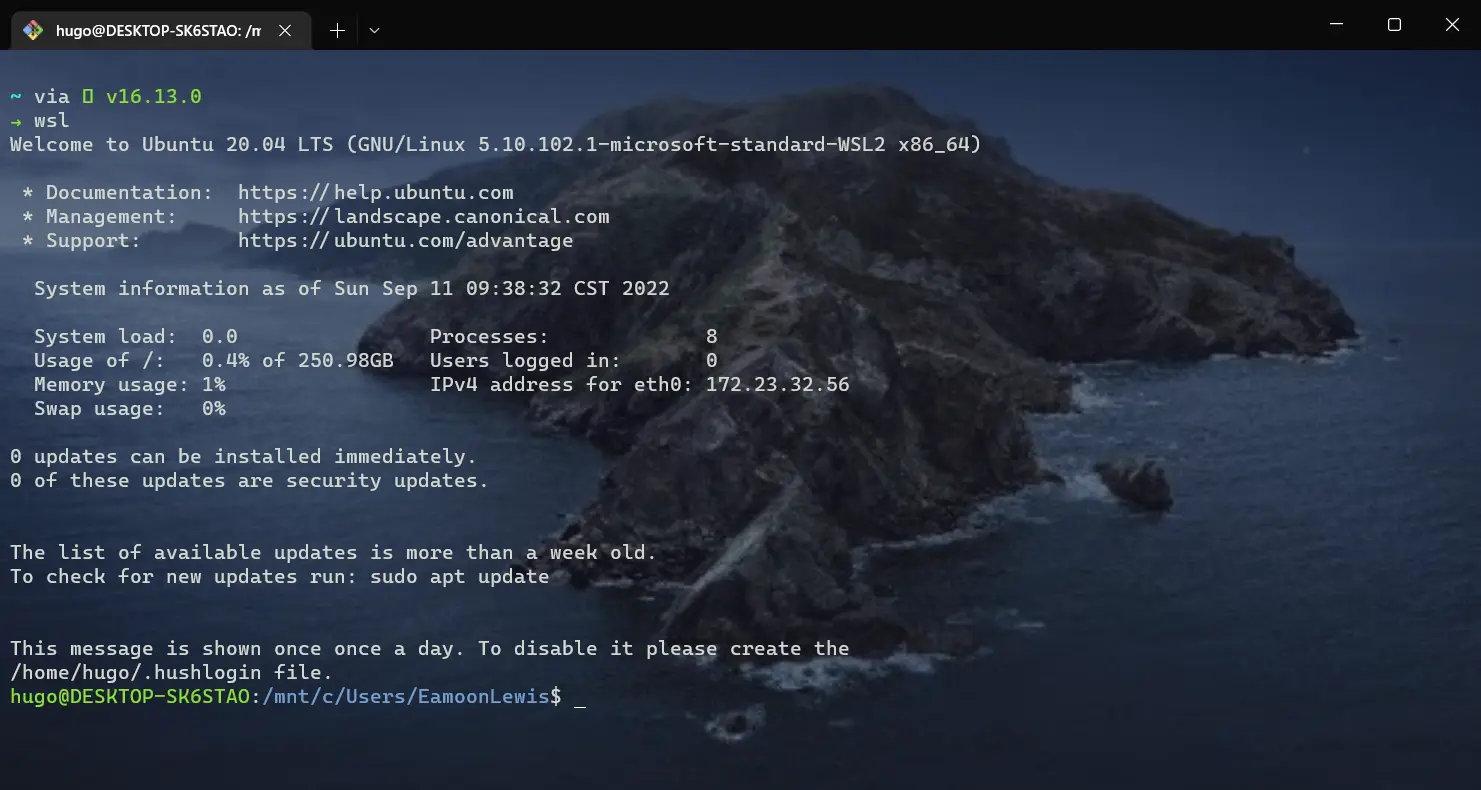 hugo@DESKTOP-SK6STAO: /m
~ via ▯ v16.13.0
→ wsl
Welcome to Ubuntu 20.04 LTS (GNU/Linux 5.10.102.1-microsoft-standard-WSL2 x86_64)
* Documentation:  https://help.ubuntu.com
* Management:     https://landscape.canonical.com
* Support:        https://ubuntu.com/advantage
System information as of Sun Sep 11 09:38:32 CST 2022
System load:  0.0                Processes:             8
Usage of /:   0.4% of 250.98GB   Users logged in:       0
Memory usage: 1%                 IPv4 address for eth0: 172.23.32.56
Swap usage:   0%
0 updates can be installed immediately.
0 of these updates are security updates.
The list of available updates is more than a week old.
To check for new updates run: sudo apt update
This message is shown once once a day. To disable it please create the
/home/hugo/.hushlogin file.
hugo@DESKTOP-SK6STAO:/mnt/c/Users/EamoonLewis$ _